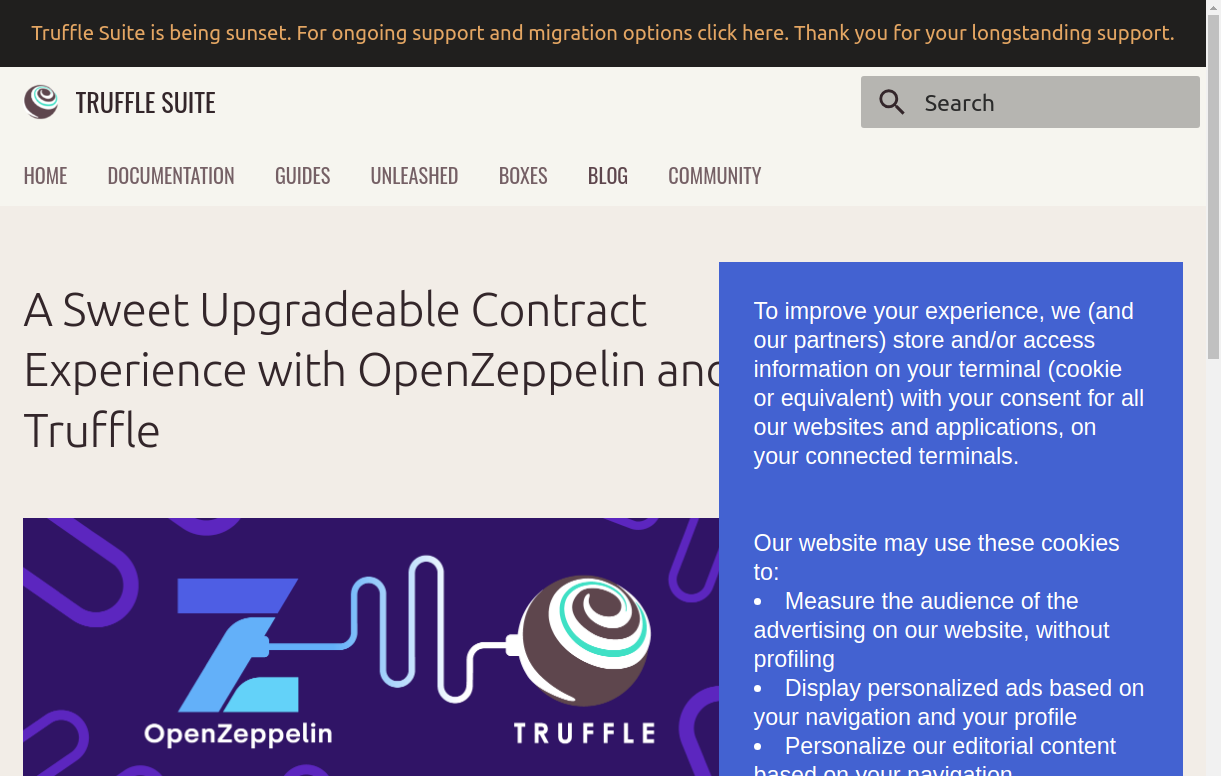 Truffle Suite is being sunset. For ongoing support and migration options click here. Thank you for your longstanding support.
TRUFFLE SUITE
Search
HOME DOCUMENTATION GUIDES UNLEASHED BOXES BLOG COMMUNITY
A Sweet Upgradeable Contract
Experience with OpenZeppelin and
Truffle
OpenZeppelin
TRUFFLE
To improve your experience, we (and
our partners) store and/or access
information on your terminal (cookie
or equivalent) with your consent for all
our websites and applications, on
your connected terminals.
Our website may use these cookies
to:
• Measure the audience of the
advertising on our website, without
profiling
• Display personalized ads based on
your navigation and your profile
• Personalize our editorial content
based on your navigation